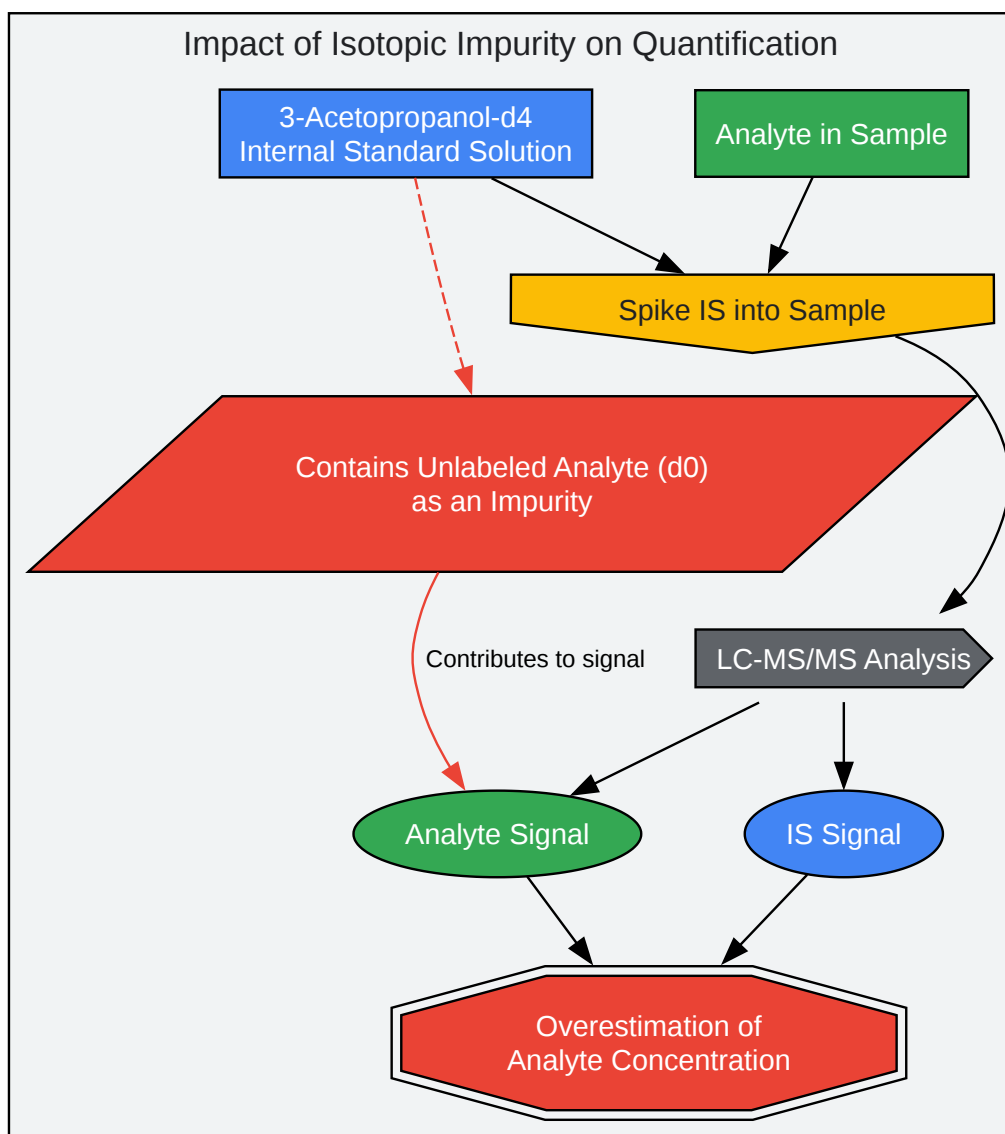 Impact of Isotopic Impurity on Quantification
3-Acetopropanol-d4
Internal Standard Solution
Analyte in Sample
Spike IS into Sample
Contains Unlabeled Analyte (d0)
as an Impurity
Contributes to signal
LC-MS/MS Analysis
Analyte Signal
IS Signal
Overestimation of
Analyte Concentration